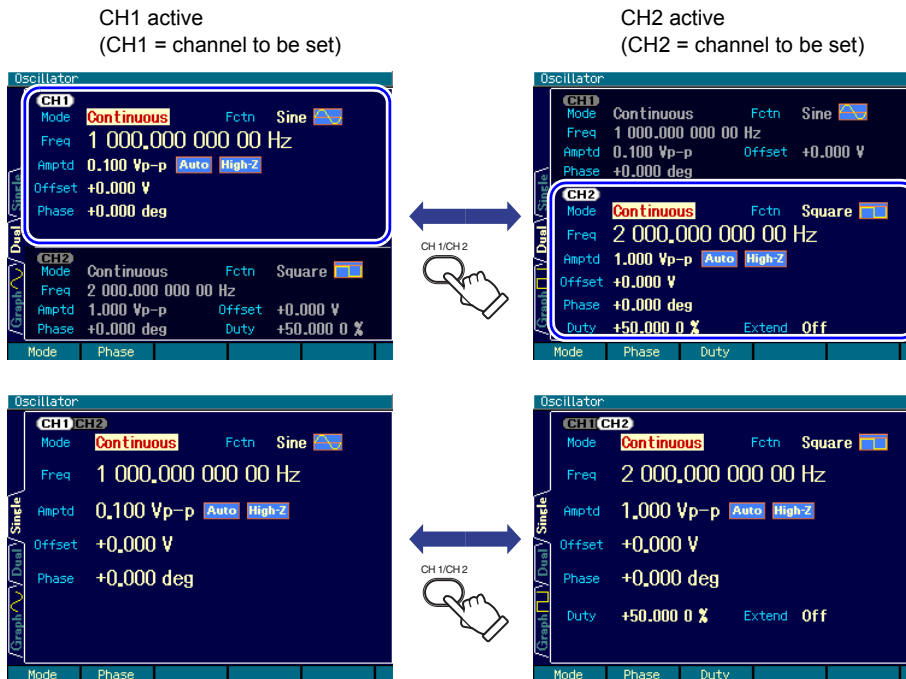 CH1 active
(CH1 = channel to be set)
CH2 active
(CH2 = channel to be set)
Oscillator
CH1
Mode Continuous Fctn Sine
Freq 1 000.000 000 00 Hz
Amptd 0.100 Vp-p Auto High-Z
Offset +0.000 V
Phase +0.000 deg
CH2
Mode Continuous Fctn Square
Freq 2 000.000 000 00 Hz
Amptd 1.000 Vp-p Offset +0.000 V
Phase +0.000 deg Duty +50.000 0 %
Single
Dual
Graph
Mode Phase
CH 1/CH 2
Oscillator
CH1
Mode Continuous Fctn Sine
Freq 1 000.000 000 00 Hz
Amptd 0.100 Vp-p Offset +0.000 V
Phase +0.000 deg
CH2
Mode Continuous Fctn Square
Freq 2 000.000 000 00 Hz
Amptd 1.000 Vp-p Auto High-Z
Offset +0.000 V
Phase +0.000 deg
Duty +50.000 0 % Extend Off
Single
Dual
Graph
Mode Phase Duty
Oscillator
CH1 CH2
Mode Continuous Fctn Sine
Freq 1 000.000 000 00 Hz
Amptd 0.100 Vp-p Auto High-Z
Offset +0.000 V
Phase +0.000 deg
Single
Dual
Graph
Mode Phase
CH 1/CH 2
Oscillator
CH1 CH2
Mode Continuous Fctn Square
Freq 2 000.000 000 00 Hz
Amptd 1.000 Vp-p Auto High-Z
Offset +0.000 V
Phase +0.000 deg
Duty +50.000 0 % Extend Off
Single
Dual
Graph
Mode Phase Duty